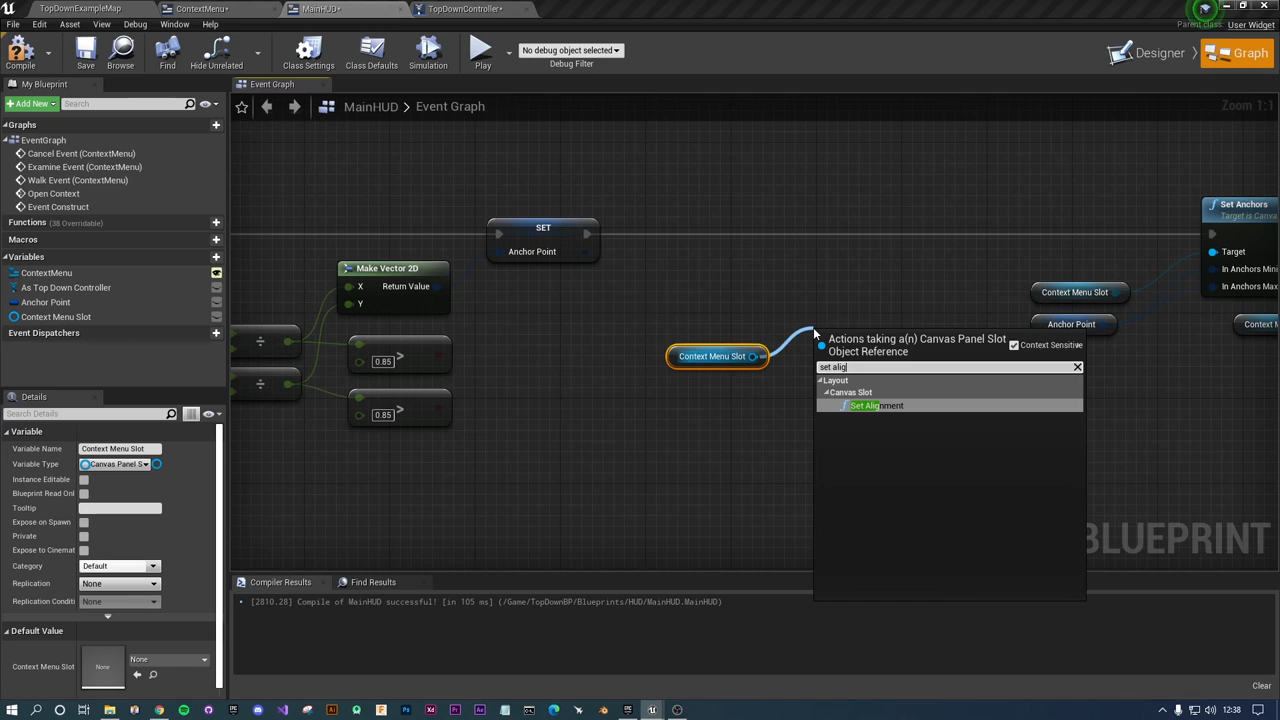 TopDownExampleMap
ContextMenu*
MainHUD*
TopDownController*
Parent class:
File
Edit
Asset
View
Debug
Window
Help
User Widget
Compile
Save
Browse
Find
Hide Unrelated
Class Settings
Class Defaults
Simulation
Play
No debug object selected
Debug Filter
Designer
Graph
My Blueprint
Event Graph
+Add New
Search
MainHUD > Event Graph
Zoom 1:1
Graphs
EventGraph
Cancel Event (ContextMenu)
Examine Event (ContextMenu)
Walk Event (ContextMenu)
Open Context
Event Construct
Functions (38 Overridable)
Macros
Variables
ContextMenu
As Top Down Controller
Anchor Point
Context Menu Slot
Event Dispatchers
SET
Anchor Point
Make Vector 2D
X
Return Value
Y
÷
0.85
>
÷
0.85
>
Set Anchors
Target is Canva
Target
In Anchors Min
In Anchors Max
Context Menu Slot
Anchor Point
Context Menu Slot
Actions taking a(n) Canvas Panel Slot
Object Reference
Context Sensitive
set alig
Layout
Canvas Slot
Set Alignment
BLUEPRINT
Details
Search Details
Variable
Variable Name
Context Menu Slot
Variable Type
Canvas Panel S
Instance Editable
Blueprint Read Onl
Tooltip
Expose on Spawn
Private
Expose to Cinemat
Category
Default
Replication
None
Replication Conditi
None
Default Value
Context Menu Slot
None
None
Compiler Results
Find Results
[2810.28] Compile of MainHUD successful! [in 105 ms] (/Game/TopDownBP/Blueprints/HUD/MainHUD.MainHUD)
Clear
12:38